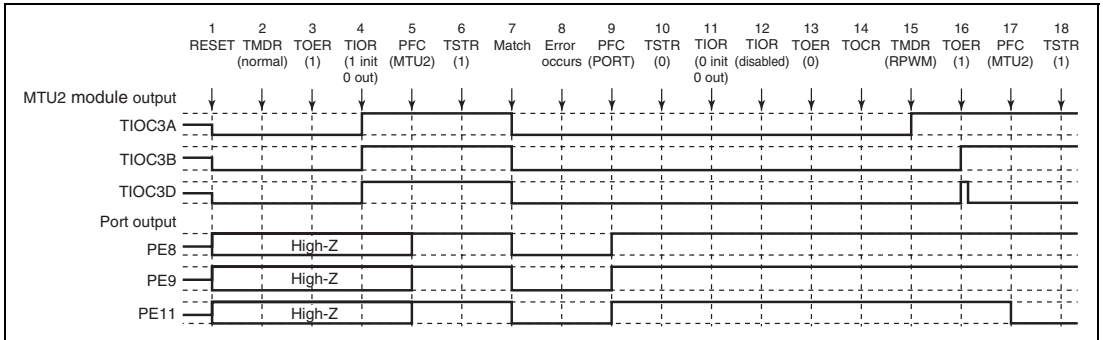 1 2 3 4 5 6 7 8 9 10 11 12 13 14 15 16 17 18
RESET TMDR TOER TIOR PFC TSTR Match Error PFC TSTR TIOR TIOR TOER TOCR TMDR TOER PFC TSTR
(normal) (1) (1 init (MTU2) (1) occurs (PORT) (0) (0 init (disabled) (0) (RPWM) (1) (MTU2) (1)
0 out) 0 out)
MTU2 module output
TIOC3A
TIOC3B
TIOC3D
Port output
PE8 High-Z
PE9 High-Z
PE11 High-Z